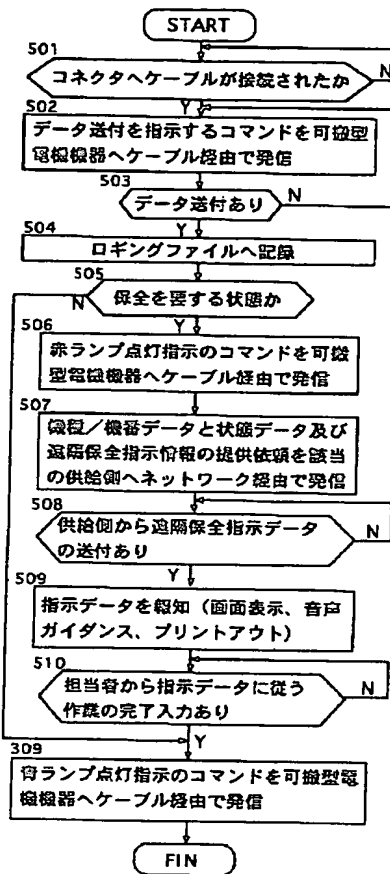 START
501
コネクタへケーブルが接続されたか
N
Y
502
データ送付を指示するコマンドを可搬型
電機機器へケーブル経由で発信
503
データ送付あり
N
Y
504
ロギングファイルへ記録
505
保全を要する状態か
N
Y
506
赤ランプ点灯指示のコマンドを可搬
型電機機器へケーブル経由で発信
507
機種/機番データと状態データ及び
遠隔保全指示情報の提供依頼を該当
の供給側へネットワーク経由で発信
508
供給側から遠隔保全指示データ
の送付あり
N
Y
509
指示データを報知(画面表示、音声
ガイダンス、プリントアウト)
510
担当者から指示データに従う
作業の完了入力あり
N
Y
309
青ランプ点灯指示のコマンドを可搬型電
機機器へケーブル経由で発信
FIN